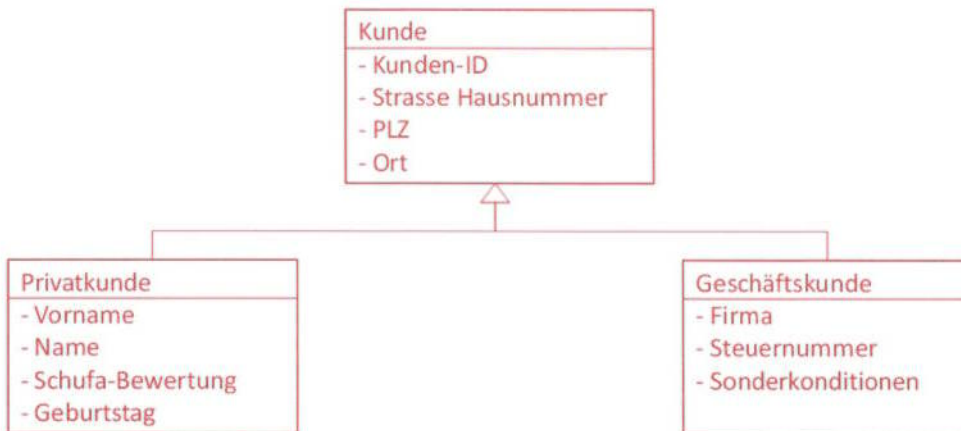 Kunde
- Kunden-ID
- Strasse Hausnummer
- PLZ
- Ort
Privatkunde
- Vorname
- Name
- Schufa-Bewertung
- Geburtstag
Geschäftskunde
- Firma
- Steuernummer
- Sonderkonditionen